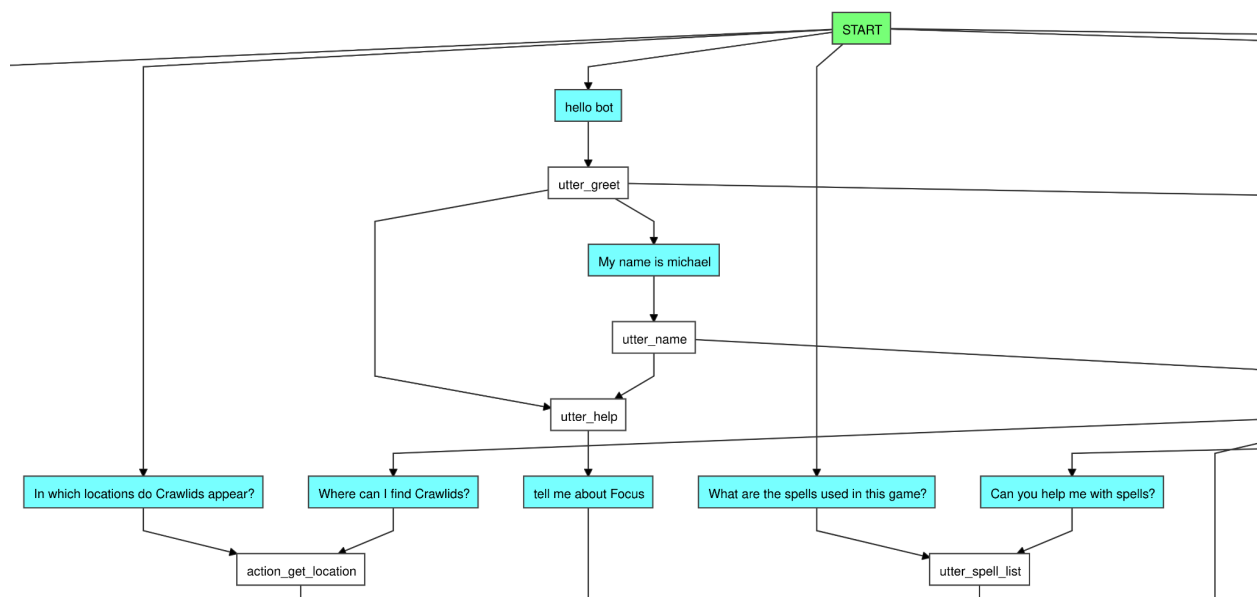 START
hello bot
utter_greet
My name is michael
utter_name
utter_help
In which locations do Crawlids appear?
Where can I find Crawlids?
tell me about Focus
What are the spells used in this game?
Can you help me with spells?
action_get_location
utter_spell_list